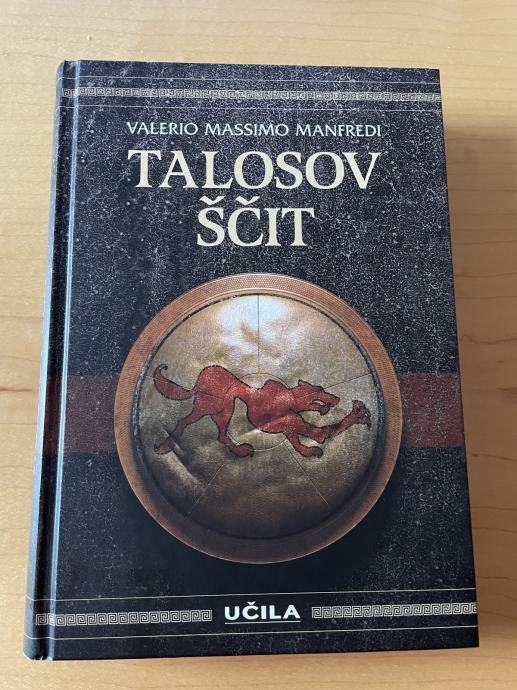 VALERIO MASSIMO MANFREDI
TALOSOV
ŠČIT
UČILA